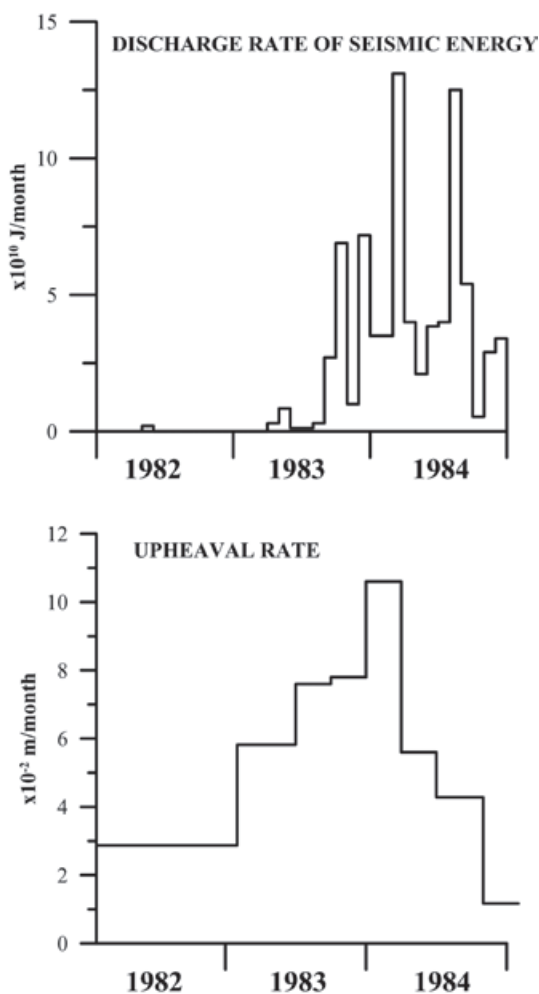 15
DISCHARGE RATE OF SEISMIC ENERGY
10
x10¹⁰ J/month
5
0
1982 1983 1984
12
UPHEAVAL RATE
10
8
x10⁻² m/month
6
4
2
0
1982 1983 1984